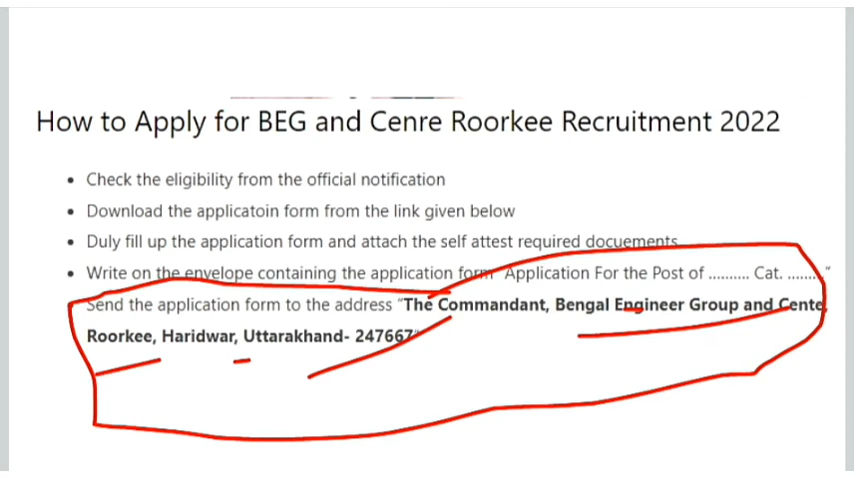 How to Apply for BEG and Cenre Roorkee Recruitment 2022
• Check the eligibility from the official notification
• Download the applicatoin form from the link given below
• Duly fill up the application form and attach the self attest required docuements
• Write on the envelope containing the application form "Application For the Post of .......... Cat. ........."
Send the application form to the address "The Commandant, Bengal Engineer Group and Cente
Roorkee, Haridwar, Uttarakhand- 247667"